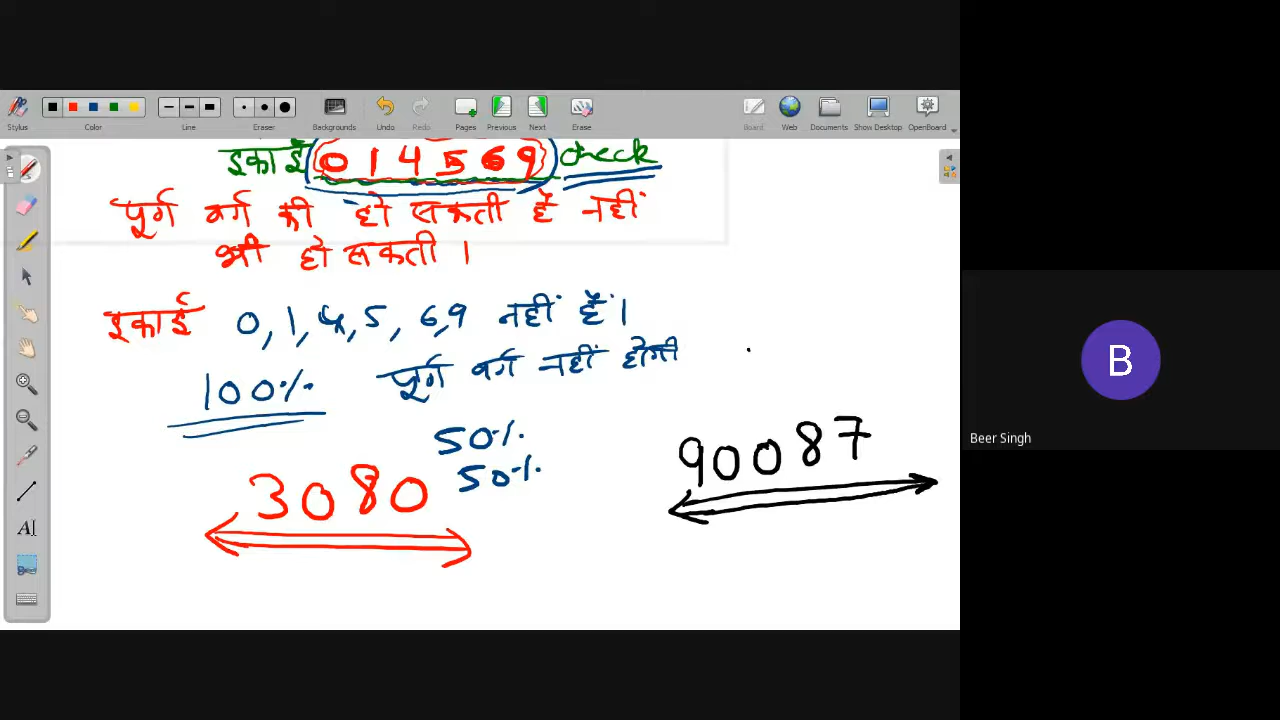 Stylus
Color
Line
Eraser
Backgrounds
Undo
Redo
Pages
Previous
Next
Erase
Board
Web
Documents
Show Desktop
OpenBoard
इकाई 0 1 4 5 6 9 check
पूर्ण वर्ग की हो सकती है नहीं
भी हो सकती ।
इकाई 0, 1, 4, 5, 6, 9 नहीं है ।
100% पूर्ण वर्ग नहीं होगी
50%
50%
3080
90087
B
Beer Singh